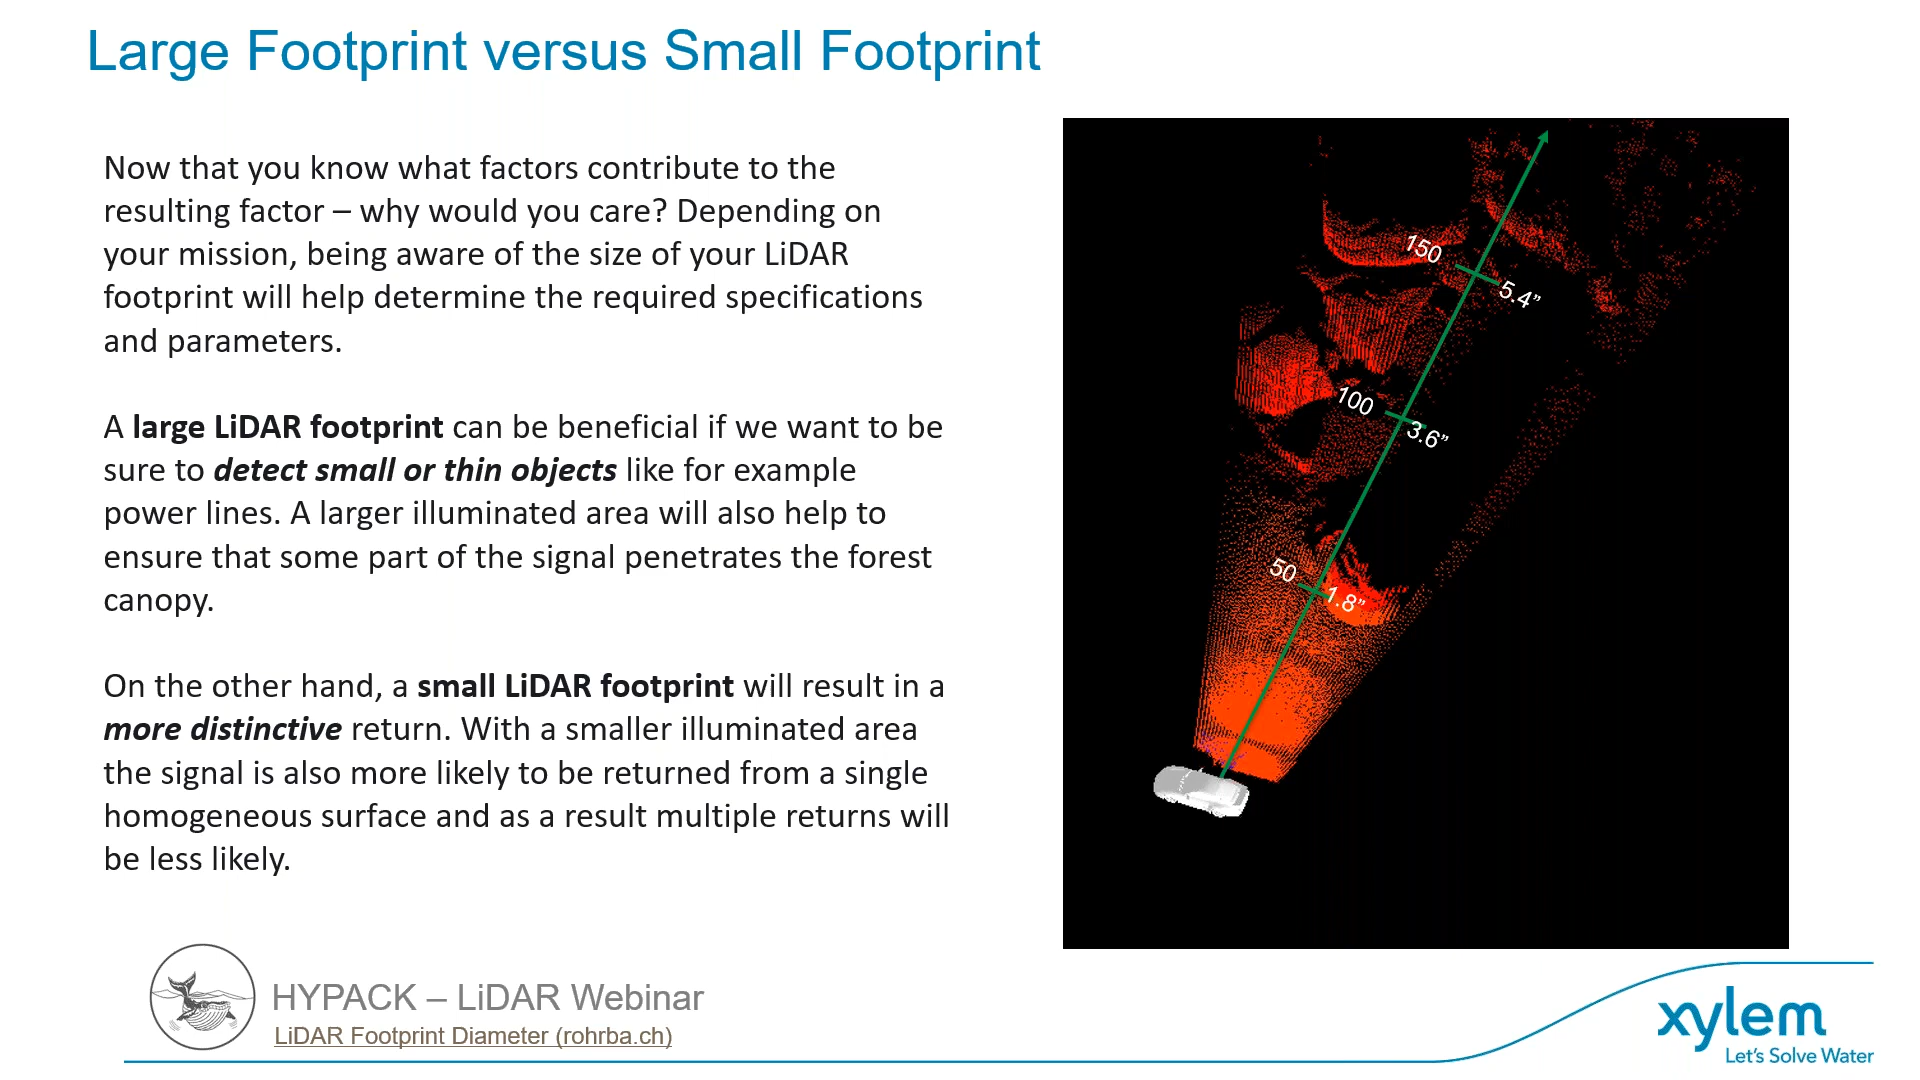 Large Footprint versus Small Footprint
Now that you know what factors contribute to the
resulting factor – why would you care? Depending on
your mission, being aware of the size of your LiDAR
footprint will help determine the required specifications
and parameters.
A large LiDAR footprint can be beneficial if we want to be
sure to detect small or thin objects like for example
power lines. A larger illuminated area will also help to
ensure that some part of the signal penetrates the forest
canopy.
On the other hand, a small LiDAR footprint will result in a
more distinctive return. With a smaller illuminated area
the signal is also more likely to be returned from a single
homogeneous surface and as a result multiple returns will
be less likely.
150
5.4”
100
3.6”
50
1.8”
HYPACK – LiDAR Webinar
LiDAR Footprint Diameter (rohrba.ch)
xylem
Let's Solve Water